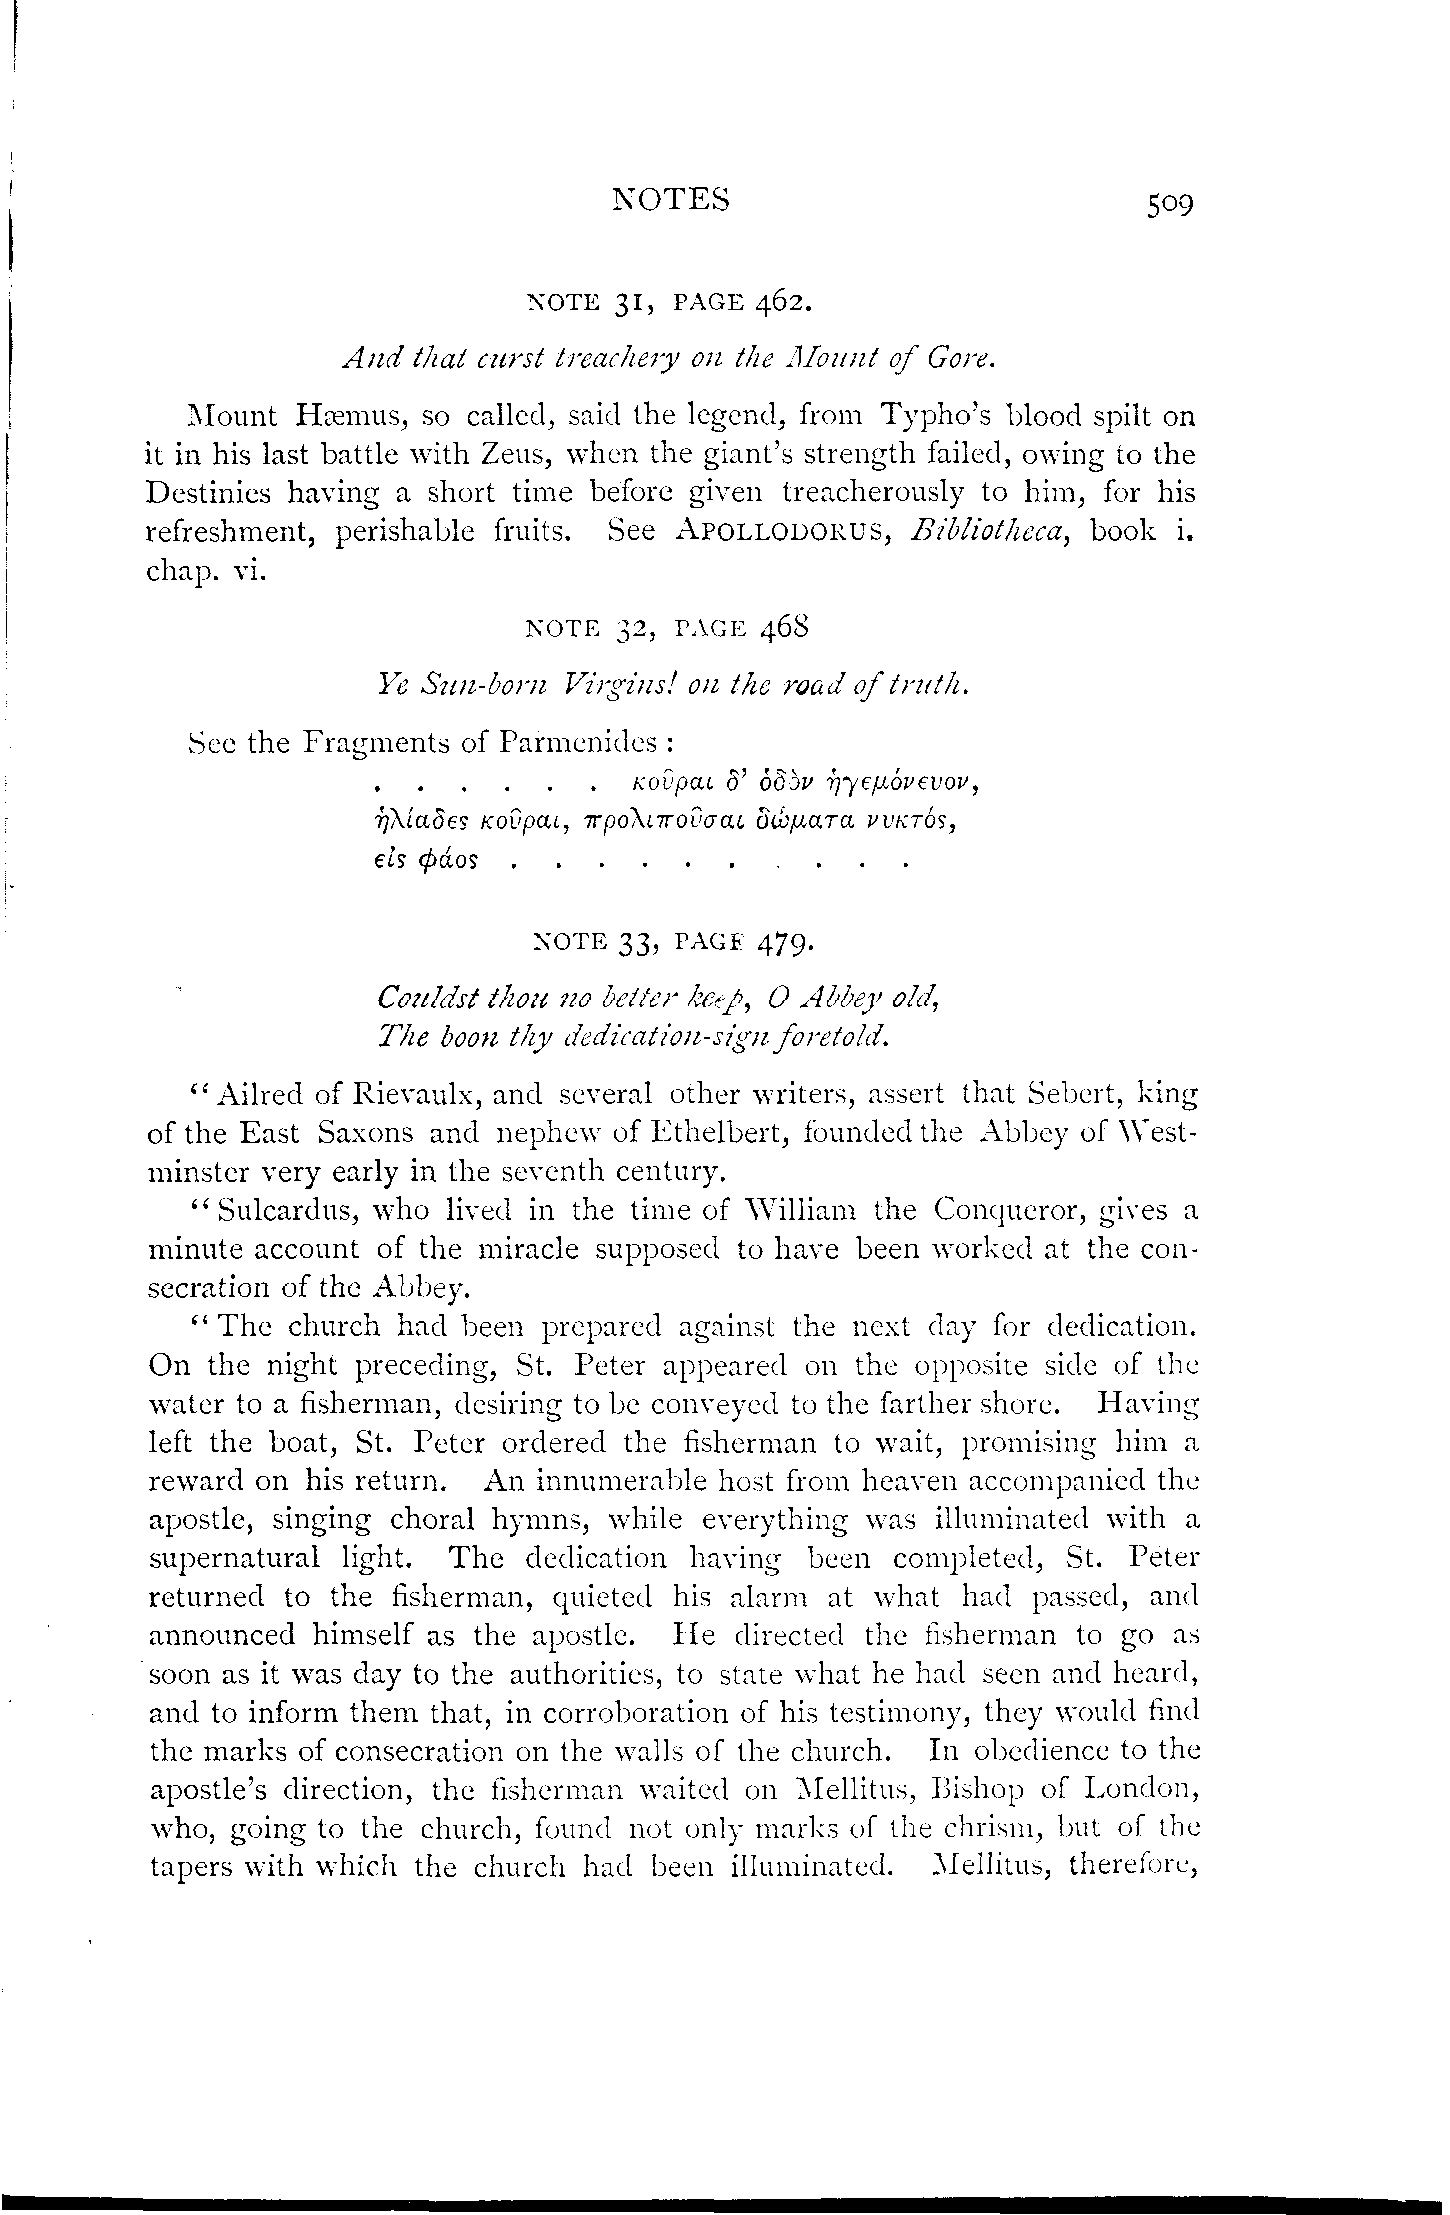 NOTES 509
NOTE 31, PAGE 462.
And that curst treachery on the Mount of Gore.
Mount Hæmus, so called, said the legend, from Typho's blood spilt on
it in his last battle with Zeus, when the giant's strength failed, owing to the
Destinies having a short time before given treacherously to him, for his
refreshment, perishable fruits. See APOLLODORUS, Bibliotheca, book i.
chap. vi.
NOTE 32, PAGE 468
Ye Sun-born Virgins! on the road of truth.
See the Fragments of Parmenides :
. . . . . . κοῦραι δ' ὁδὸν ἡγεμόνευον,
ἡλίαδες κοῦραι, προλιποῦσαι δώματα νυκτός,
εἰς φάος . . . . . . . . . .
NOTE 33, PAGE 479.
Couldst thou no better keep, O Abbey old,
The boon thy dedication-sign foretold.
"Ailred of Rievaulx, and several other writers, assert that Sebert, king
of the East Saxons and nephew of Ethelbert, founded the Abbey of West-
minster very early in the seventh century.
"Sulcardus, who lived in the time of William the Conqueror, gives a
minute account of the miracle supposed to have been worked at the con-
secration of the Abbey.
"The church had been prepared against the next day for dedication.
On the night preceding, St. Peter appeared on the opposite side of the
water to a fisherman, desiring to be conveyed to the farther shore. Having
left the boat, St. Peter ordered the fisherman to wait, promising him a
reward on his return. An innumerable host from heaven accompanied the
apostle, singing choral hymns, while everything was illuminated with a
supernatural light. The dedication having been completed, St. Peter
returned to the fisherman, quieted his alarm at what had passed, and
announced himself as the apostle. He directed the fisherman to go as
soon as it was day to the authorities, to state what he had seen and heard,
and to inform them that, in corroboration of his testimony, they would find
the marks of consecration on the walls of the church. In obedience to the
apostle's direction, the fisherman waited on Mellitus, Bishop of London,
who, going to the church, found not only marks of the chrism, but of the
tapers with which the church had been illuminated. Mellitus, therefore,